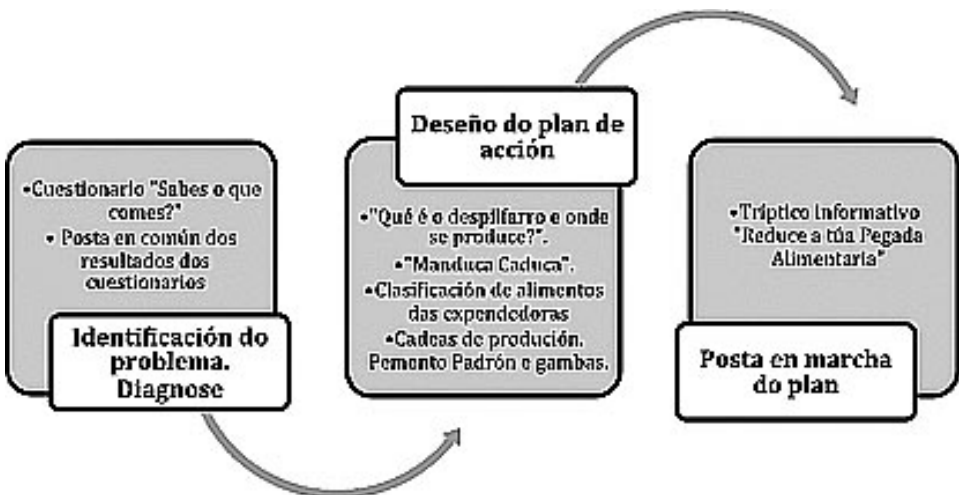 •Cuestionario "Sabes o que
comes?"
• Posta en común dos
resultados dos
cuestionarios
Identificación do
problema.
Diagnose
Deseño do plan de
acción
•"Qué é o despilfarro e onde
se produce?".
•"Manduca Caduca".
•Clasificación de alimentos
das expendedoras
•Cadeas de produción.
Pemento Padrón e gambas.
•Tríptico informativo
"Reduce a túa Pegada
Alimentaria"
Posta en marcha
do plan